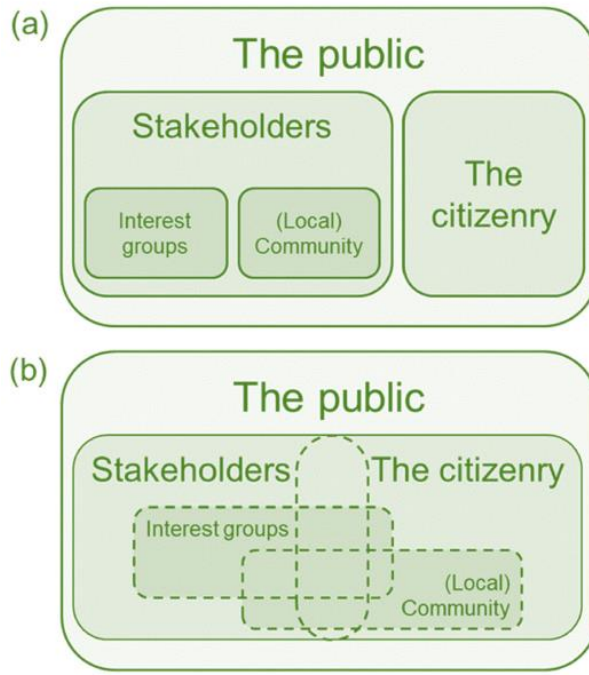 (a)
The public
Stakeholders
Interest
groups
(Local)
Community
The
citizenry
(b)
The public
Stakeholders
The citizenry
Interest groups
(Local)
Community